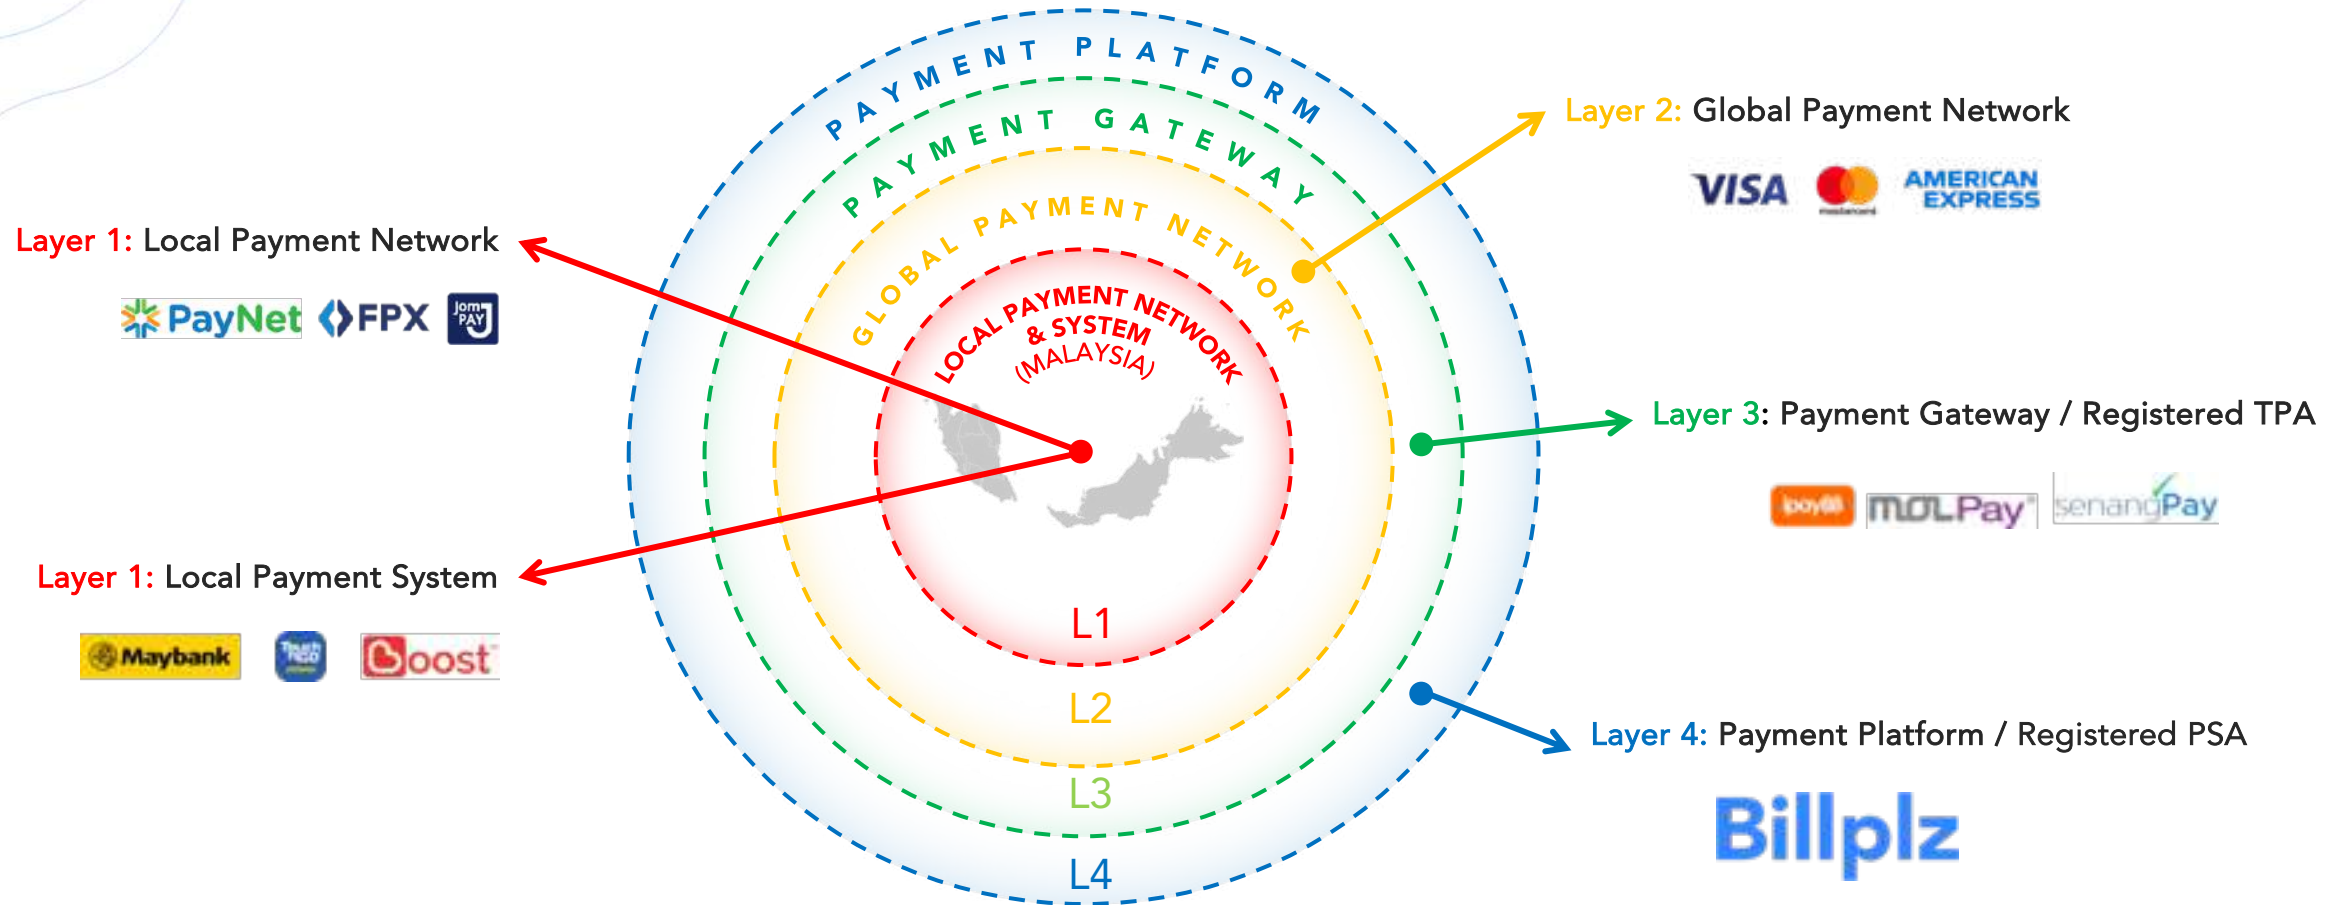 PAYMENT PLATFORM
PAYMENT GATEWAY
GLOBAL PAYMENT NETWORK
LOCAL PAYMENT NETWORK
& SYSTEM
(MALAYSIA)
L1
L2
L3
L4
Layer 1: Local Payment Network
PayNet
FPX
Jom
PAY
Layer 1: Local Payment System
Maybank
Touch
Boost
Layer 2: Global Payment Network
VISA
mastercard
AMERICAN
EXPRESS
Layer 3: Payment Gateway / Registered TPA
ipay88
MOLPay
senangPay
Layer 4: Payment Platform / Registered PSA
Billplz